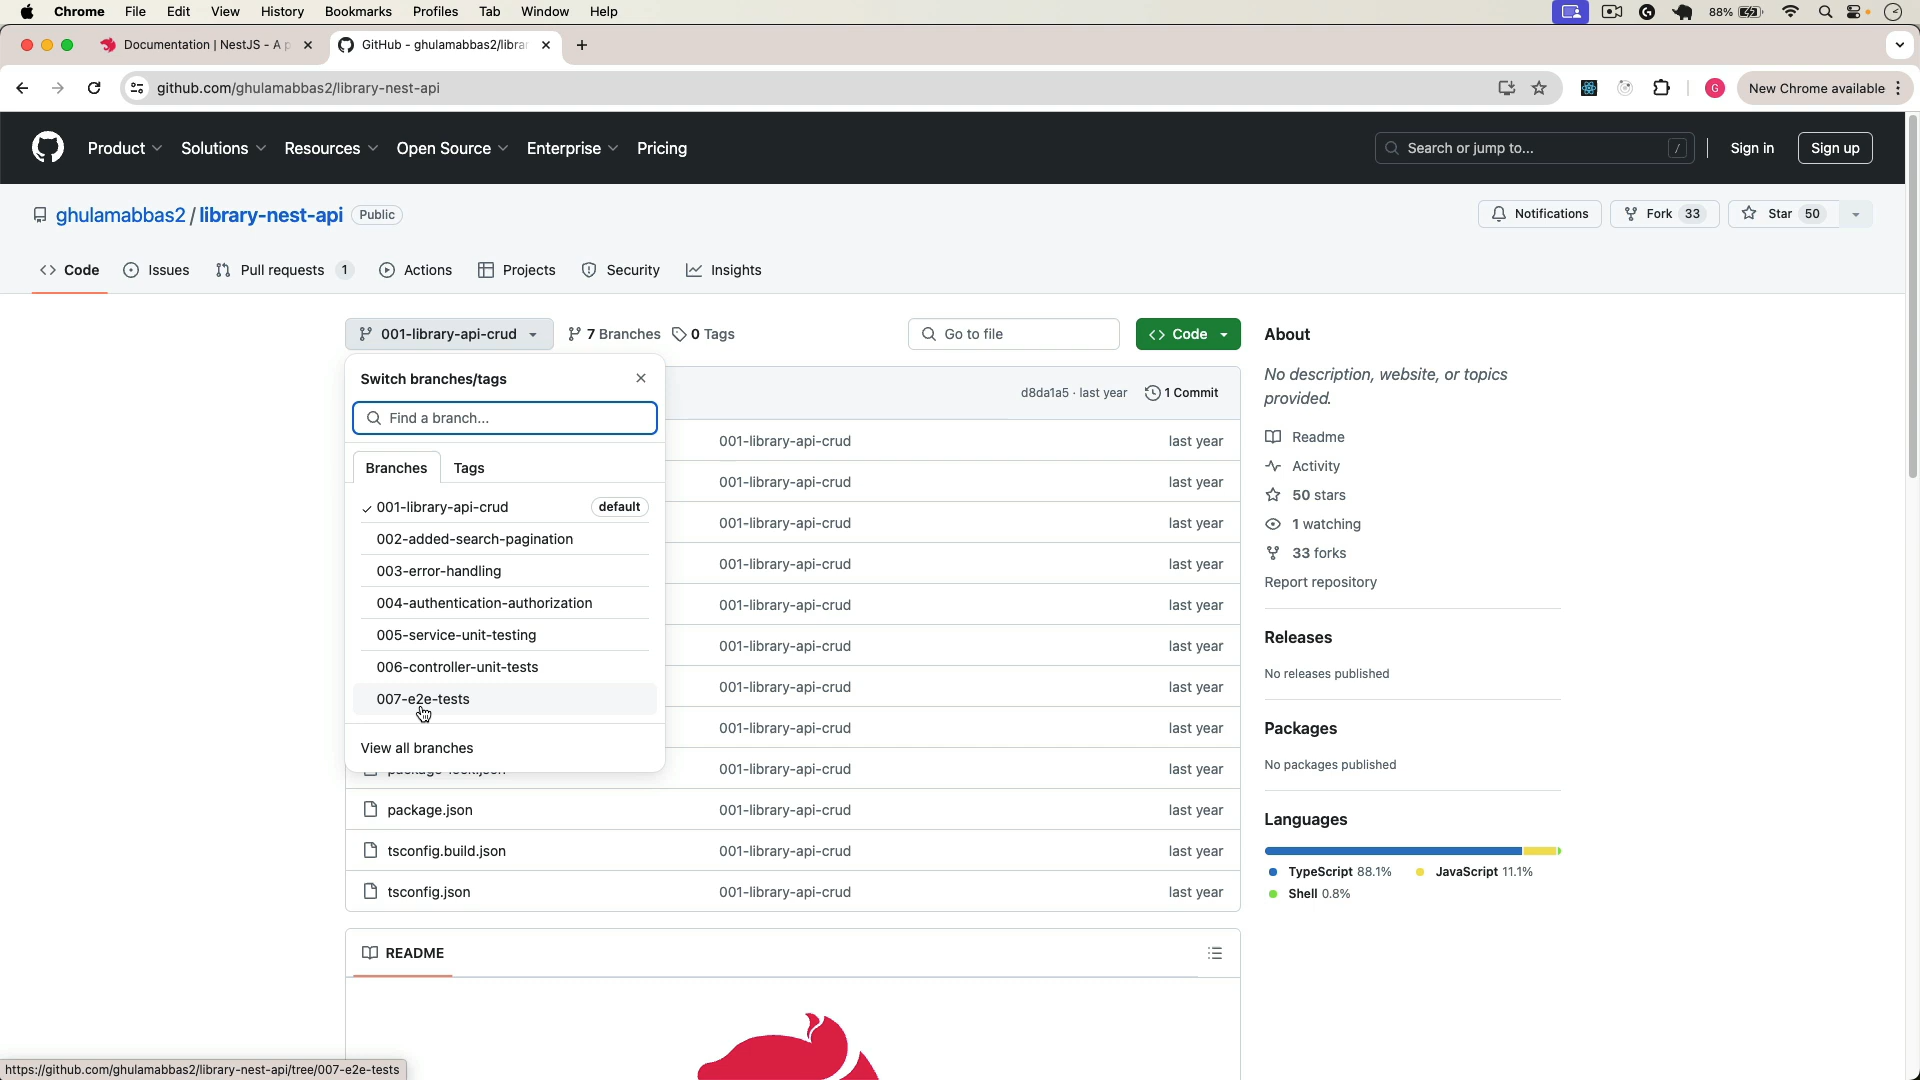 Chrome File Edit View History Bookmarks Profiles Tab Window Help 88%
Documentation | NestJS - A p GitHub - ghulamabbas2/librar
github.com/ghulamabbas2/library-nest-api G New Chrome available
Product Solutions Resources Open Source Enterprise Pricing Search or jump to... / Sign in Sign up
ghulamabbas2 / library-nest-api Public Notifications Fork 33 Star 50
Code Issues Pull requests 1 Actions Projects Security Insights
001-library-api-crud 7 Branches 0 Tags Go to file Code
Switch branches/tags
Find a branch...
Branches Tags
001-library-api-crud default
002-added-search-pagination
003-error-handling
004-authentication-authorization
005-service-unit-testing
006-controller-unit-tests
007-e2e-tests
View all branches
d8da1a5 · last year 1 Commit
001-library-api-crud last year
001-library-api-crud last year
001-library-api-crud last year
001-library-api-crud last year
001-library-api-crud last year
001-library-api-crud last year
001-library-api-crud last year
001-library-api-crud last year
001-library-api-crud last year
package.json 001-library-api-crud last year
tsconfig.build.json 001-library-api-crud last year
tsconfig.json 001-library-api-crud last year
README
About
No description, website, or topics
provided.
Readme
Activity
50 stars
1 watching
33 forks
Report repository
Releases
No releases published
Packages
No packages published
Languages
TypeScript 88.1% JavaScript 11.1%
Shell 0.8%
https://github.com/ghulamabbas2/library-nest-api/tree/007-e2e-tests